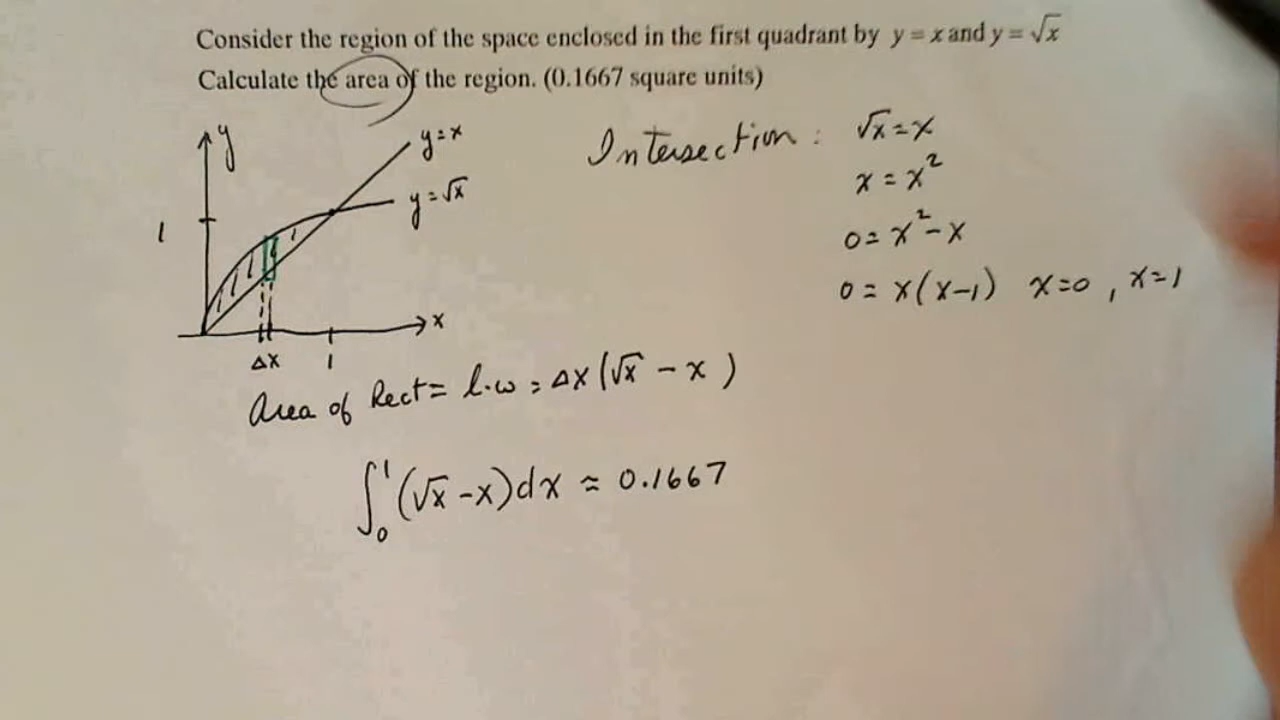 Consider the region of the space enclosed in the first quadrant by y = x and y = √x
Calculate the area of the region. (0.1667 square units)
y
y=x
y=√x
1
x
Δx
1
Intersection : √x = x
x = x²
0 = x² - x
0 = x(x-1) x=0 , x=1
Area of Rect = l·w = Δx(√x - x )
∫₀¹ (√x - x)dx ≈ 0.1667